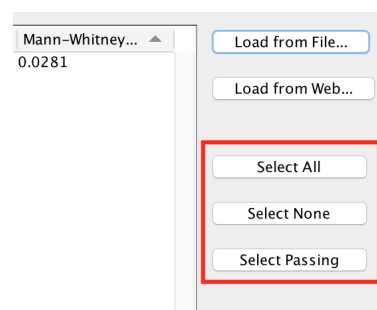 Mann-Whitney...
0.0281
Load from File...
Load from Web...
Select All
Select None
Select Passing